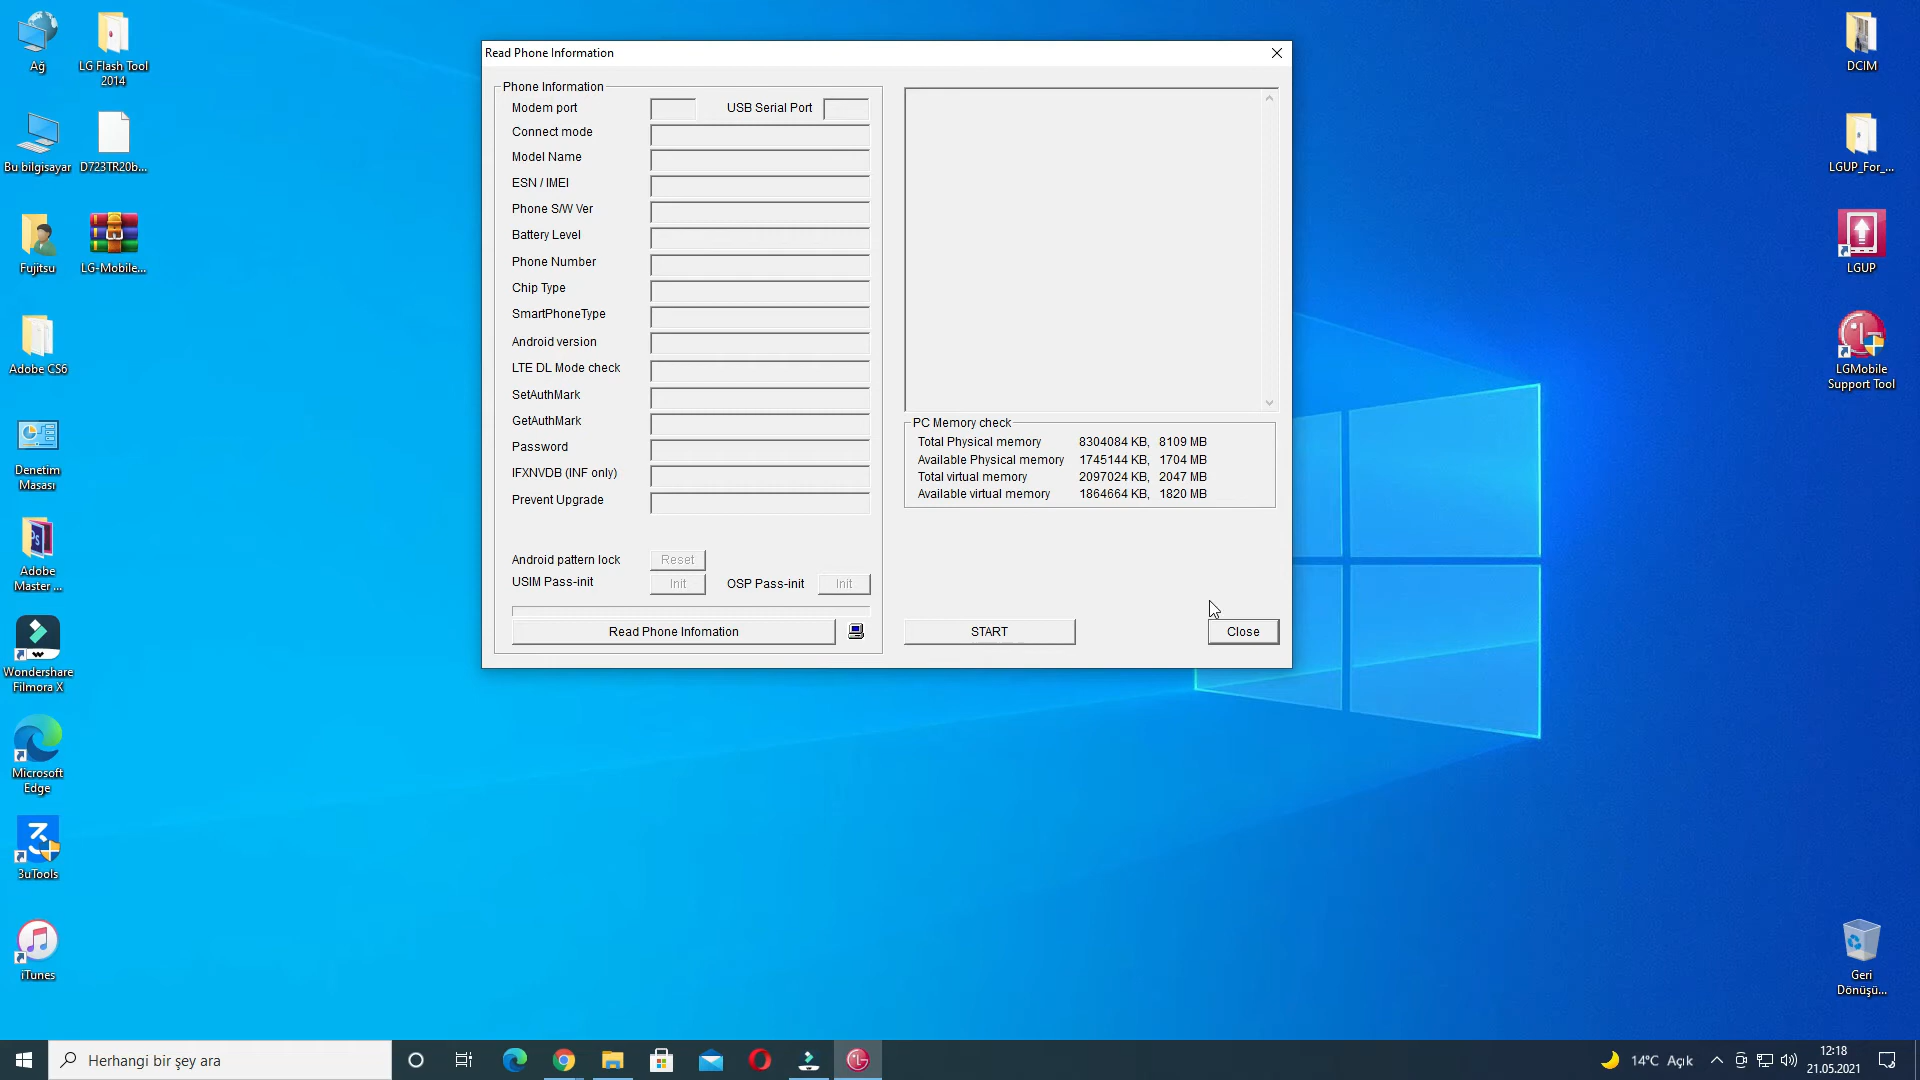 Ağ
LG Flash Tool
2014
Bu bilgisayar
D723TR20b...
Fujitsu
LG-Mobile...
Adobe CS6
Denetim
Masası
Adobe
Master ...
Wondershare
Filmora X
Microsoft
Edge
3uTools
iTunes
Read Phone Information
Phone Information
Modem port
USB Serial Port
Connect mode
Model Name
ESN / IMEI
Phone S/W Ver
Battery Level
Phone Number
Chip Type
SmartPhoneType
Android version
LTE DL Mode check
SetAuthMark
GetAuthMark
Password
IFXNVDB (INF only)
Prevent Upgrade
Android pattern lock
Reset
USIM Pass-init
Init
OSP Pass-init
Init
Read Phone Infomation
PC Memory check
Total Physical memory 8304084 KB, 8109 MB
Available Physical memory 1745144 KB, 1704 MB
Total virtual memory 2097024 KB, 2047 MB
Available virtual memory 1864664 KB, 1820 MB
START
Close
DCIM
LGUP_For_...
LGUP
LGMobile
Support Tool
Geri
Dönüşü...
Herhangi bir şey ara
14°C Açık
12:18
21.05.2021